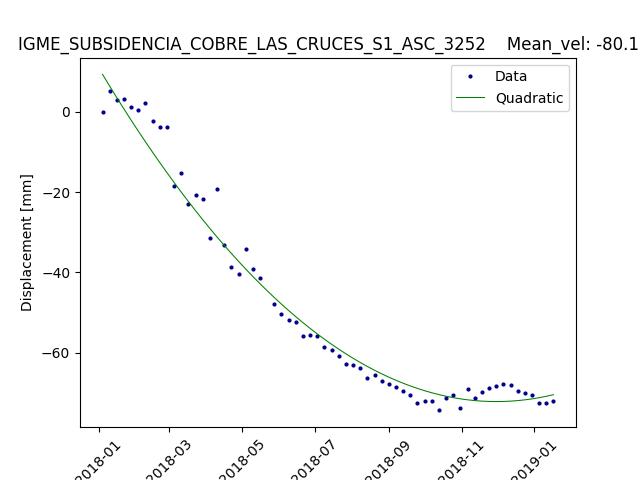 IGME_SUBSIDENCIA_COBRE_LAS_CRUCES_S1_ASC_3252 Mean_vel: -80.1
Data
Quadratic
Displacement [mm]
0
−20
−40
−60
2018-01
2018-03
2018-05
2018-07
2018-09
2018-11
2019-01